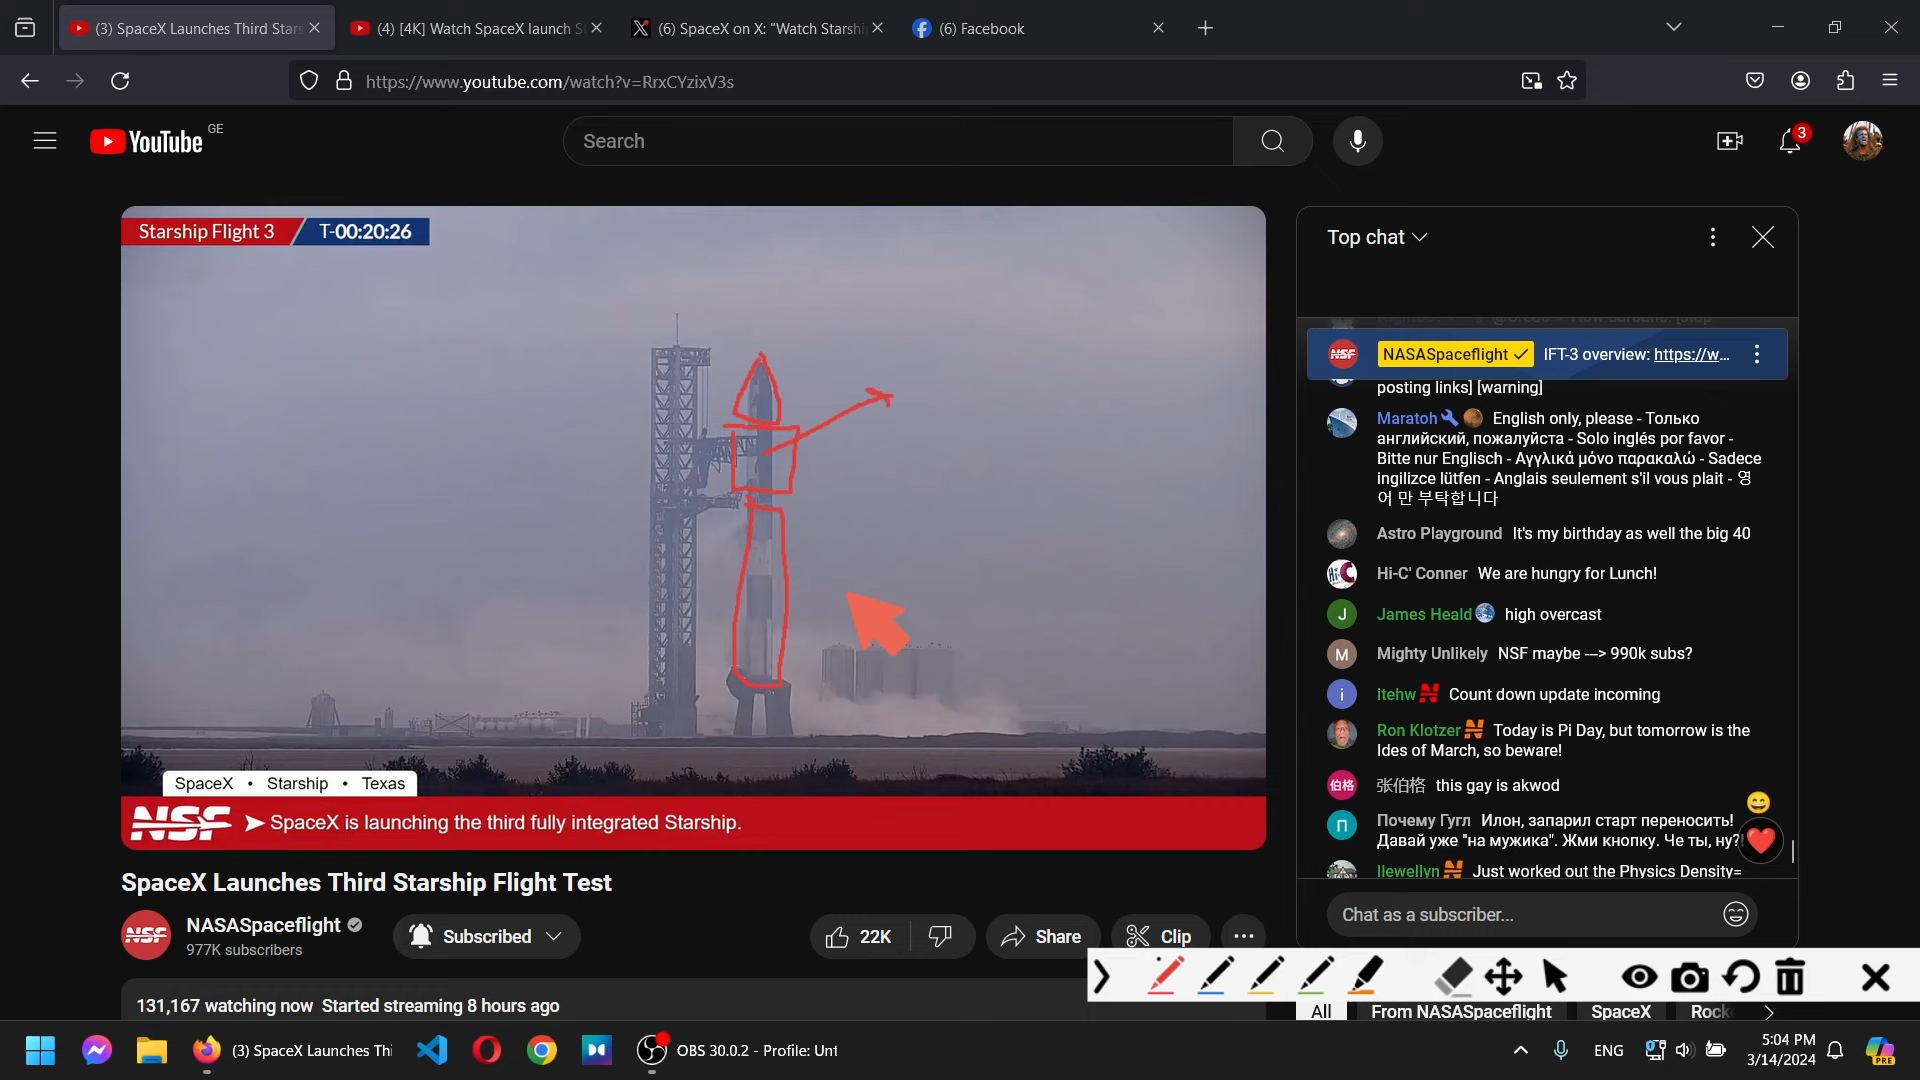 (3) SpaceX Launches Third Stars
(4) [4K] Watch SpaceX launch S
(6) SpaceX on X: "Watch Starshi
(6) Facebook
https://www.youtube.com/watch?v=RrxCYzixV3s
YouTube GE
Search
3
Starship Flight 3 T-00:20:26
SpaceX • Starship • Texas
NSF SpaceX is launching the third fully integrated Starship.
SpaceX Launches Third Starship Flight Test
NSF NASASpaceflight
977K subscribers
Subscribed
22K
Share
Clip
131,167 watching now Started streaming 8 hours ago
Top chat
NSF NASASpaceflight IFT-3 overview: https://w...
posting links] [warning]
Maratoh English only, please - Только
английский, пожалуйста - Solo inglés por favor -
Bitte nur Englisch - Αγγλικά μόνο παρακαλώ - Sadece
ingilizce lütfen - Anglais seulement s'il vous plait - 영
어 만 부탁합니다
Astro Playground It's my birthday as well the big 40
Hi-C' Conner We are hungry for Lunch!
J James Heald high overcast
M Mighty Unlikely NSF maybe ---> 990k subs?
i itehw Count down update incoming
Ron Klotzer Today is Pi Day, but tomorrow is the
Ides of March, so beware!
伯格 张伯格 this gay is akwod
П Почему Гугл Илон, запарил старт переносить!
Давай уже "на мужика". Жми кнопку. Че ты, ну?!
llewellyn Just worked out the Physics Density=
Chat as a subscriber...
All From NASASpaceflight SpaceX Rock
(3) SpaceX Launches Thi
OBS 30.0.2 - Profile: Unt
ENG
5:04 PM
3/14/2024
PRE